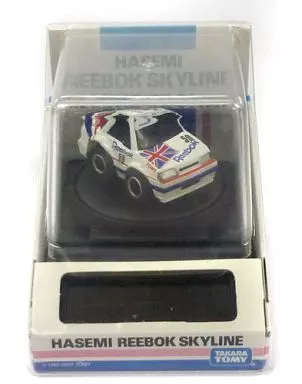 HASEMI
REEBOK SKYLINE
Reebok
Reebok
HASEMI REEBOK SKYLINE
TAKARA
TOMY